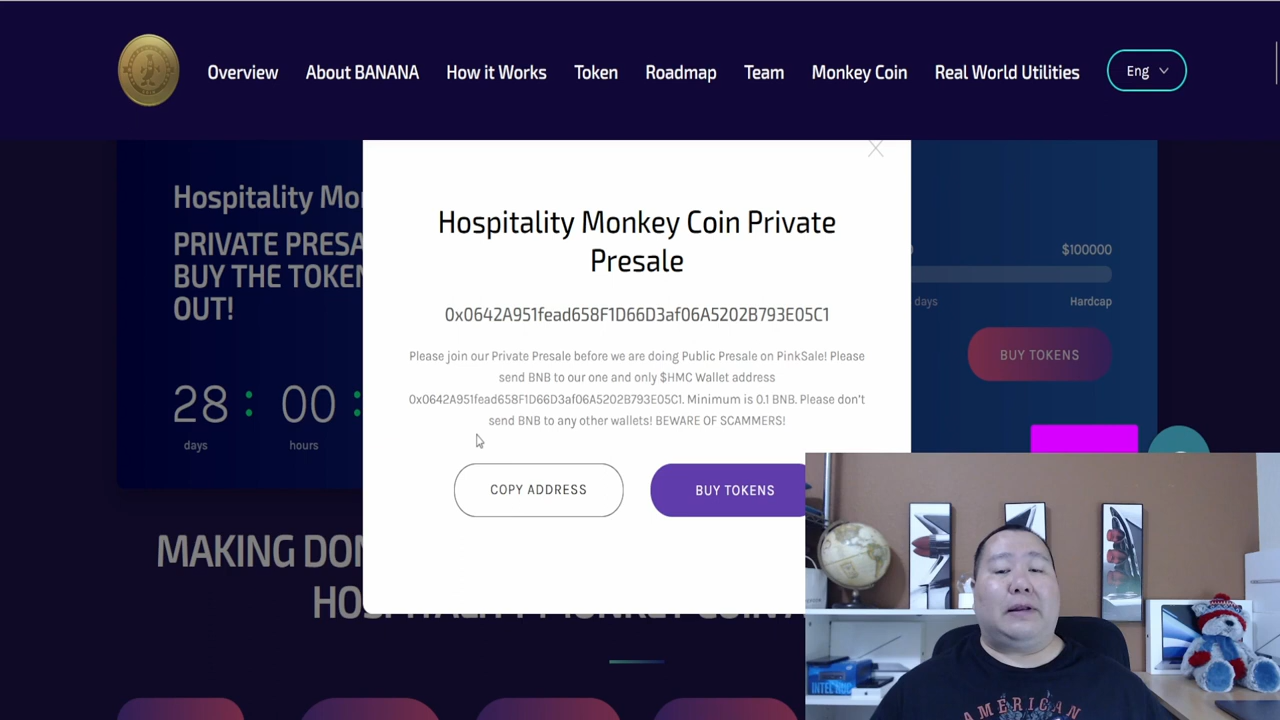 Overview
About BANANA
How it Works
Token
Roadmap
Team
Monkey Coin
Real World Utilities
Eng
Hospitality Mo
PRIVATE PRESA
BUY THE TOKEN
OUT!
28 : 00 :
days
hours
Hospitality Monkey Coin Private
Presale
0x0642A951fead658F1D66D3af06A5202B793E05C1
Please join our Private Presale before we are doing Public Presale on PinkSale! Please
send BNB to our one and only $HMC Wallet address
0x0642A951fead658F1D66D3af06A5202B793E05C1. Minimum is 0.1 BNB. Please don't
send BNB to any other wallets! BEWARE OF SCAMMERS!
COPY ADDRESS
BUY TOKENS
$100000
days
Hardcap
BUY TOKENS
MAKING DON
INTEL NUC
AMERICAN